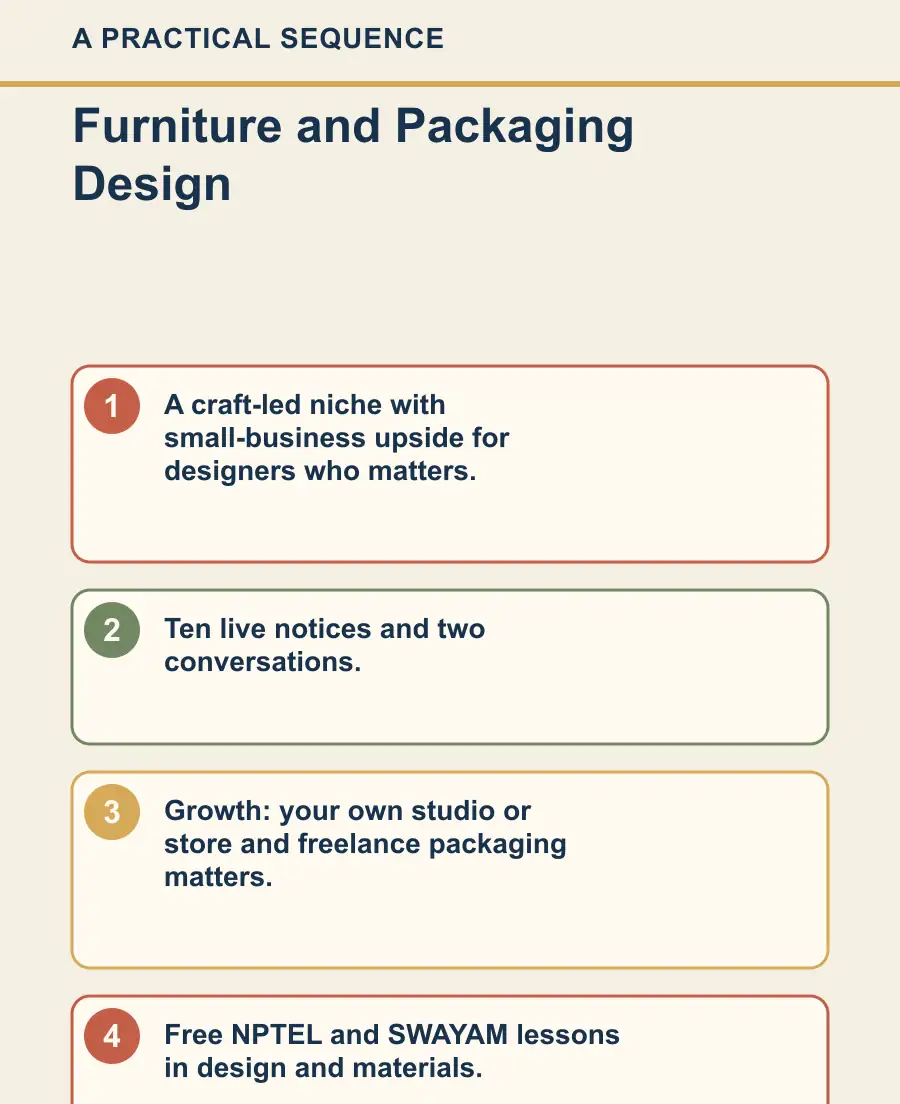 A PRACTICAL SEQUENCE
Furniture and Packaging
Design
1
A craft-led niche with
small-business upside for
designers who matters.
2
Ten live notices and two
conversations.
3
Growth: your own studio or
store and freelance packaging
matters.
4
Free NPTEL and SWAYAM lessons
in design and materials.